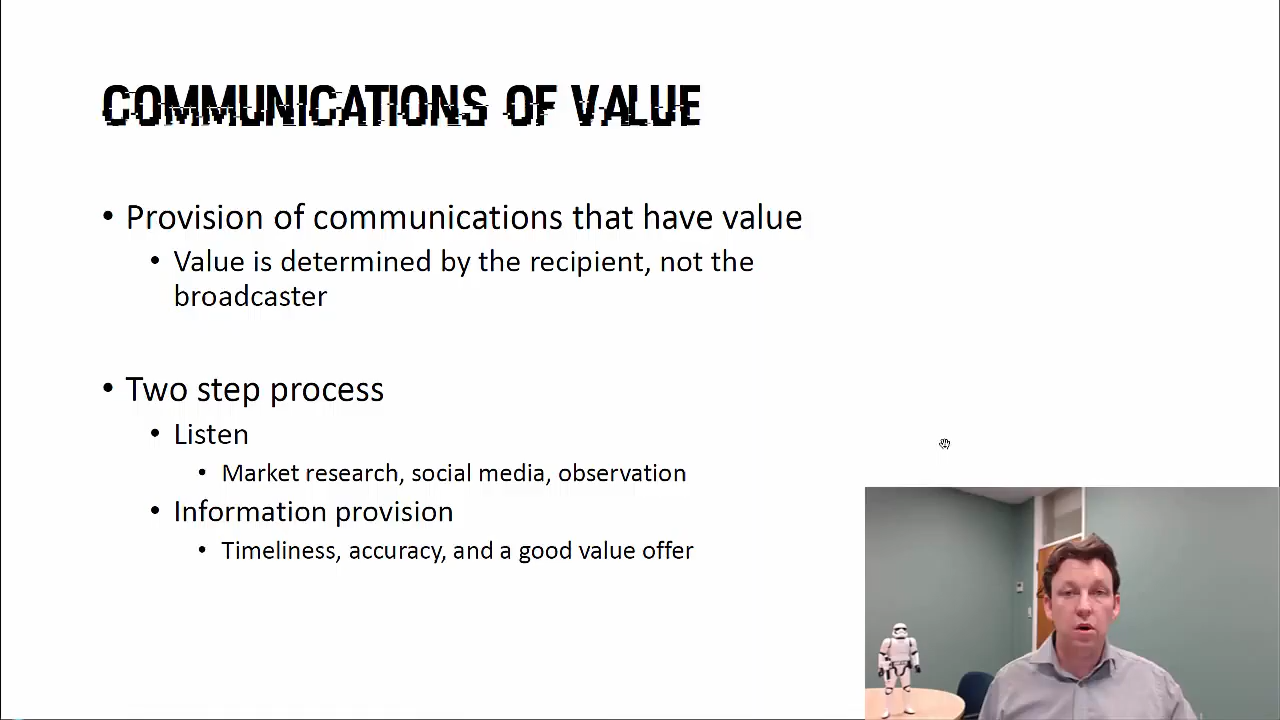 COMMUNICATIONS OF VALUE
• Provision of communications that have value
• Value is determined by the recipient, not the
broadcaster
• Two step process
• Listen
• Market research, social media, observation
• Information provision
• Timeliness, accuracy, and a good value offer